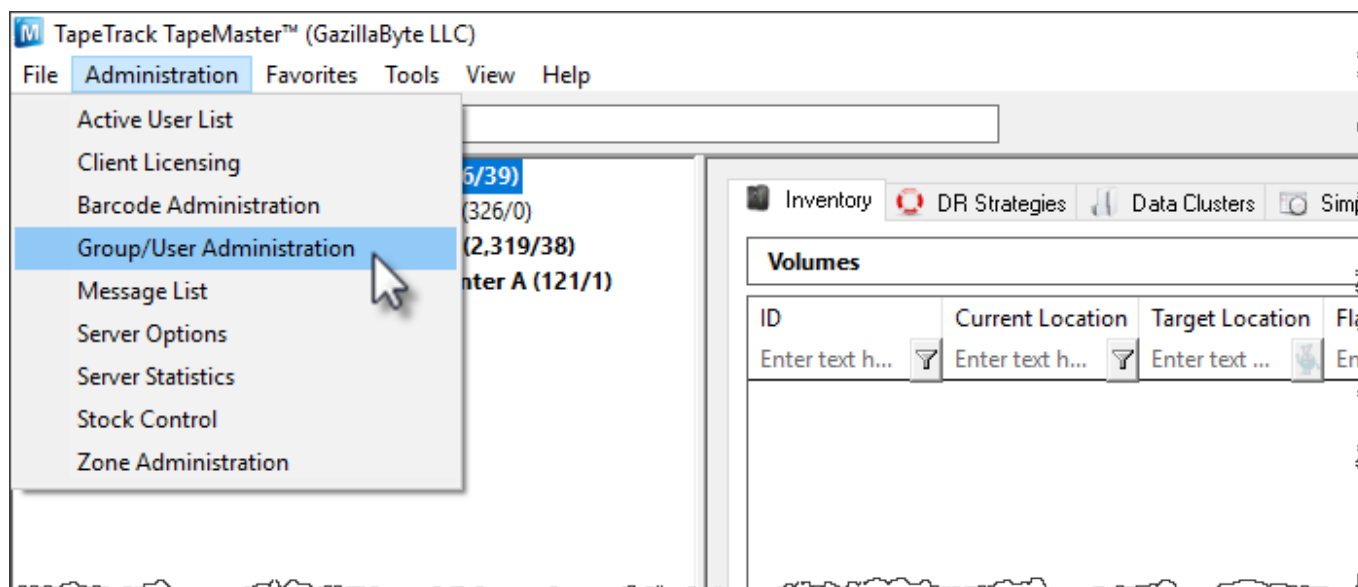 TapeTrack TapeMaster™ (GazillaByte LLC)
File Administration Favorites Tools View Help
Active User List
Client Licensing
Barcode Administration
Group/User Administration
Message List
Server Options
Server Statistics
Stock Control
Zone Administration
6/39)
(326/0)
(2,319/38)
nter A (121/1)
Inventory DR Strategies Data Clusters Simp
Volumes
ID Current Location Target Location Fla
Enter text h... Enter text h... Enter text ... En